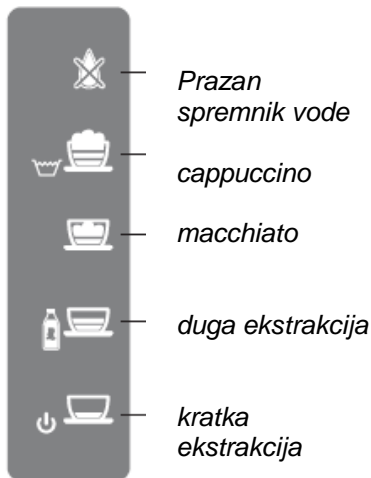 Prazan
spremnik vode
cappuccino
macchiato
duga ekstrakcija
kratka
ekstrakcija